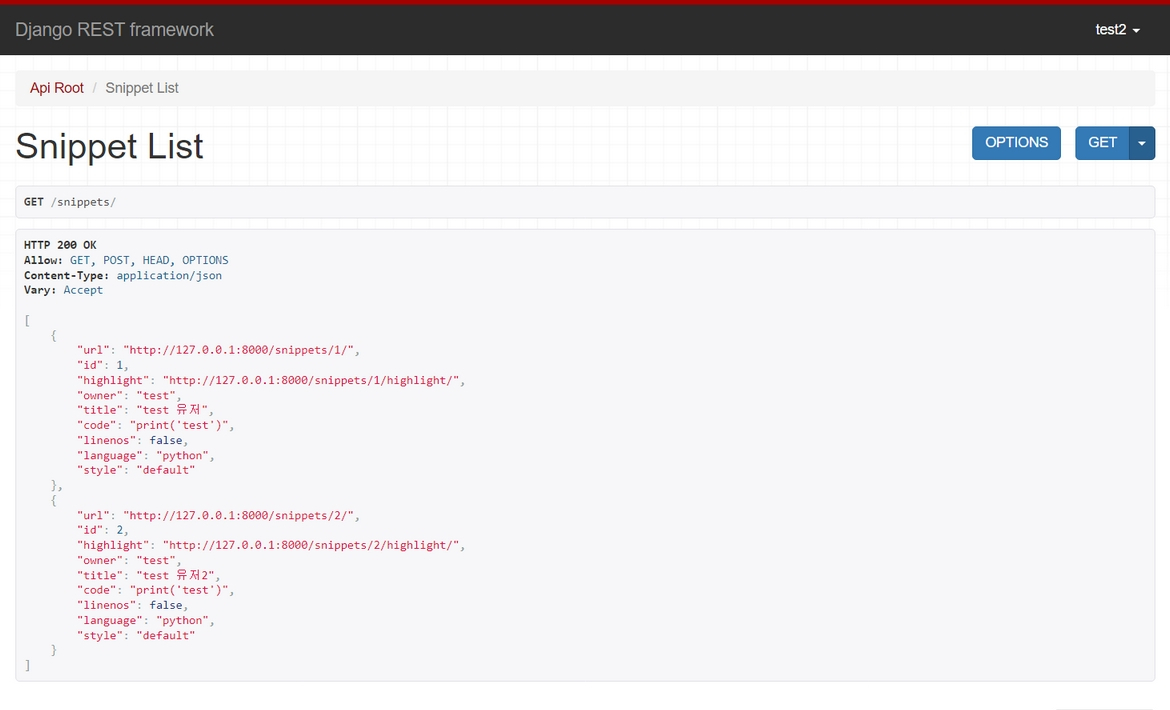 Django REST framework
test2
Api Root / Snippet List
Snippet List
OPTIONS
GET
GET /snippets/
HTTP 200 OK
Allow: GET, POST, HEAD, OPTIONS
Content-Type: application/json
Vary: Accept
[
    {
        "url": "http://127.0.0.1:8000/snippets/1/",
        "id": 1,
        "highlight": "http://127.0.0.1:8000/snippets/1/highlight/",
        "owner": "test",
        "title": "test 유저",
        "code": "print('test')",
        "linenos": false,
        "language": "python",
        "style": "default"
    },
    {
        "url": "http://127.0.0.1:8000/snippets/2/",
        "id": 2,
        "highlight": "http://127.0.0.1:8000/snippets/2/highlight/",
        "owner": "test",
        "title": "test 유저2",
        "code": "print('test')",
        "linenos": false,
        "language": "python",
        "style": "default"
    }
]